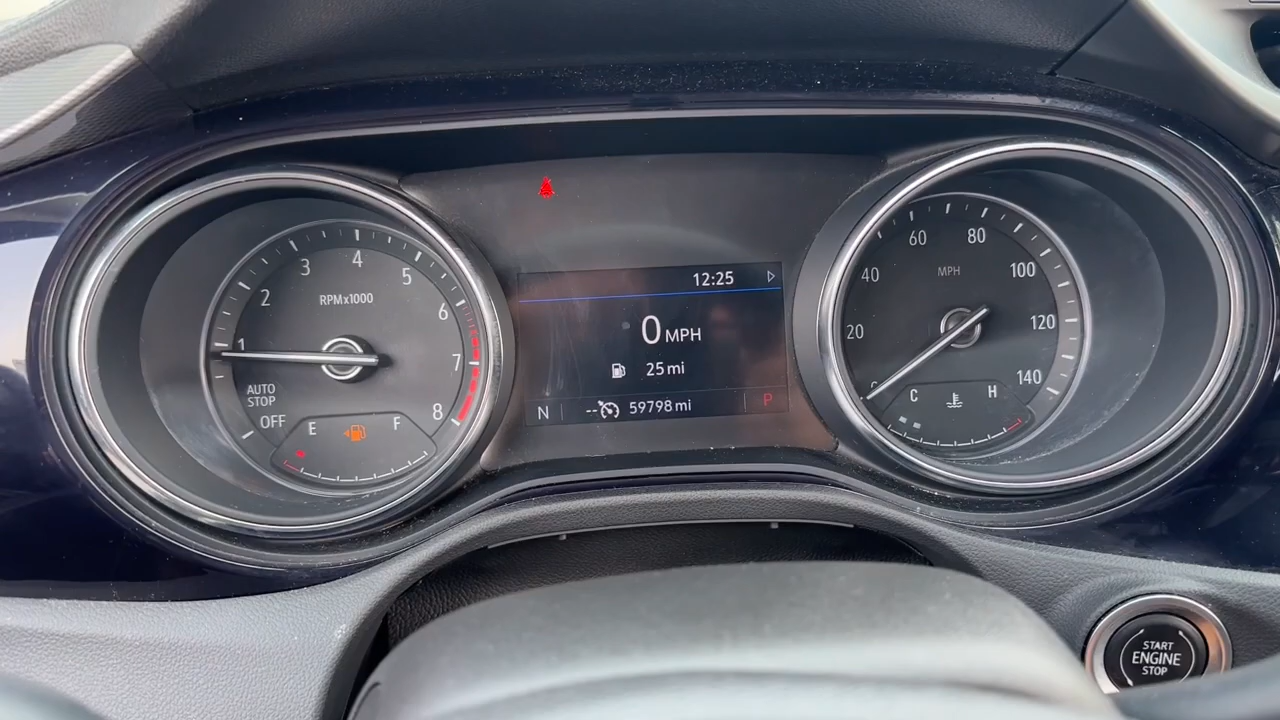 1
2
3
4
5
6
7
8
RPMx1000
AUTO
STOP
OFF
E
F
12:25
0 MPH
25 mi
N
--
59798 mi
P
0
20
40
60
80
100
120
140
MPH
C
H
START
ENGINE
STOP